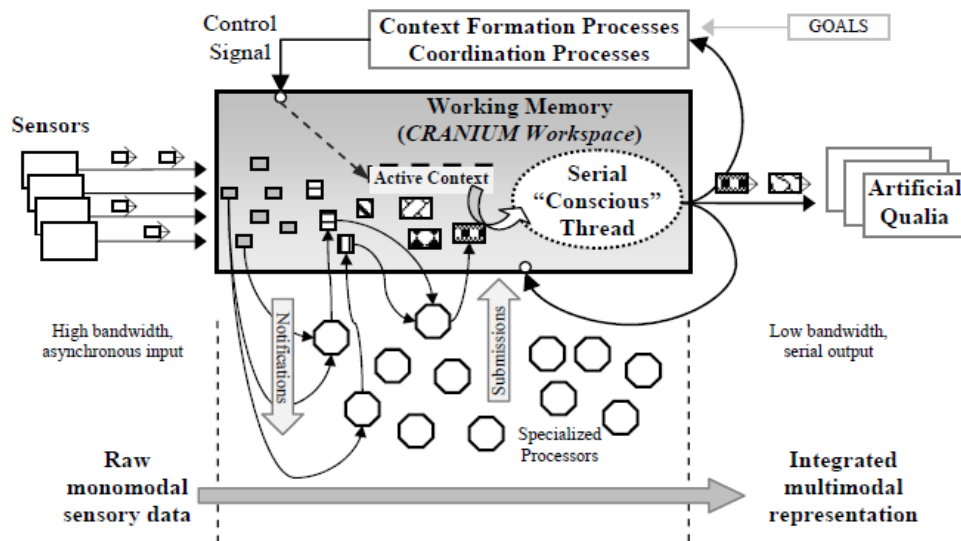 Control
Signal
Context Formation Processes
Coordination Processes
GOALS
Sensors
Working Memory
(CRANIUM Workspace)
Active Context
Serial
“Conscious”
Thread
Artificial
Qualia
High bandwidth,
asynchronous input
Notifications
Submissions
Low bandwidth,
serial output
Specialized
Processors
Raw
monomodal
sensory data
Integrated
multimodal
representation